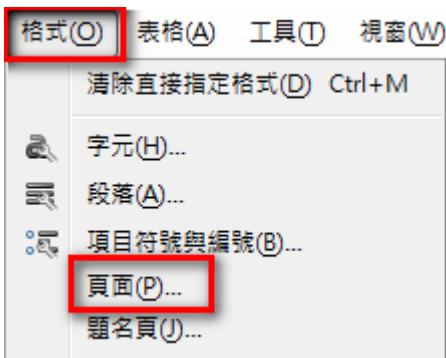 格式(O) 表格(A) 工具(T) 視窗(W)
清除直接指定格式(D) Ctrl+M
字元(H)...
段落(A)...
項目符號與編號(B)...
頁面(P)...
題名頁(J)...